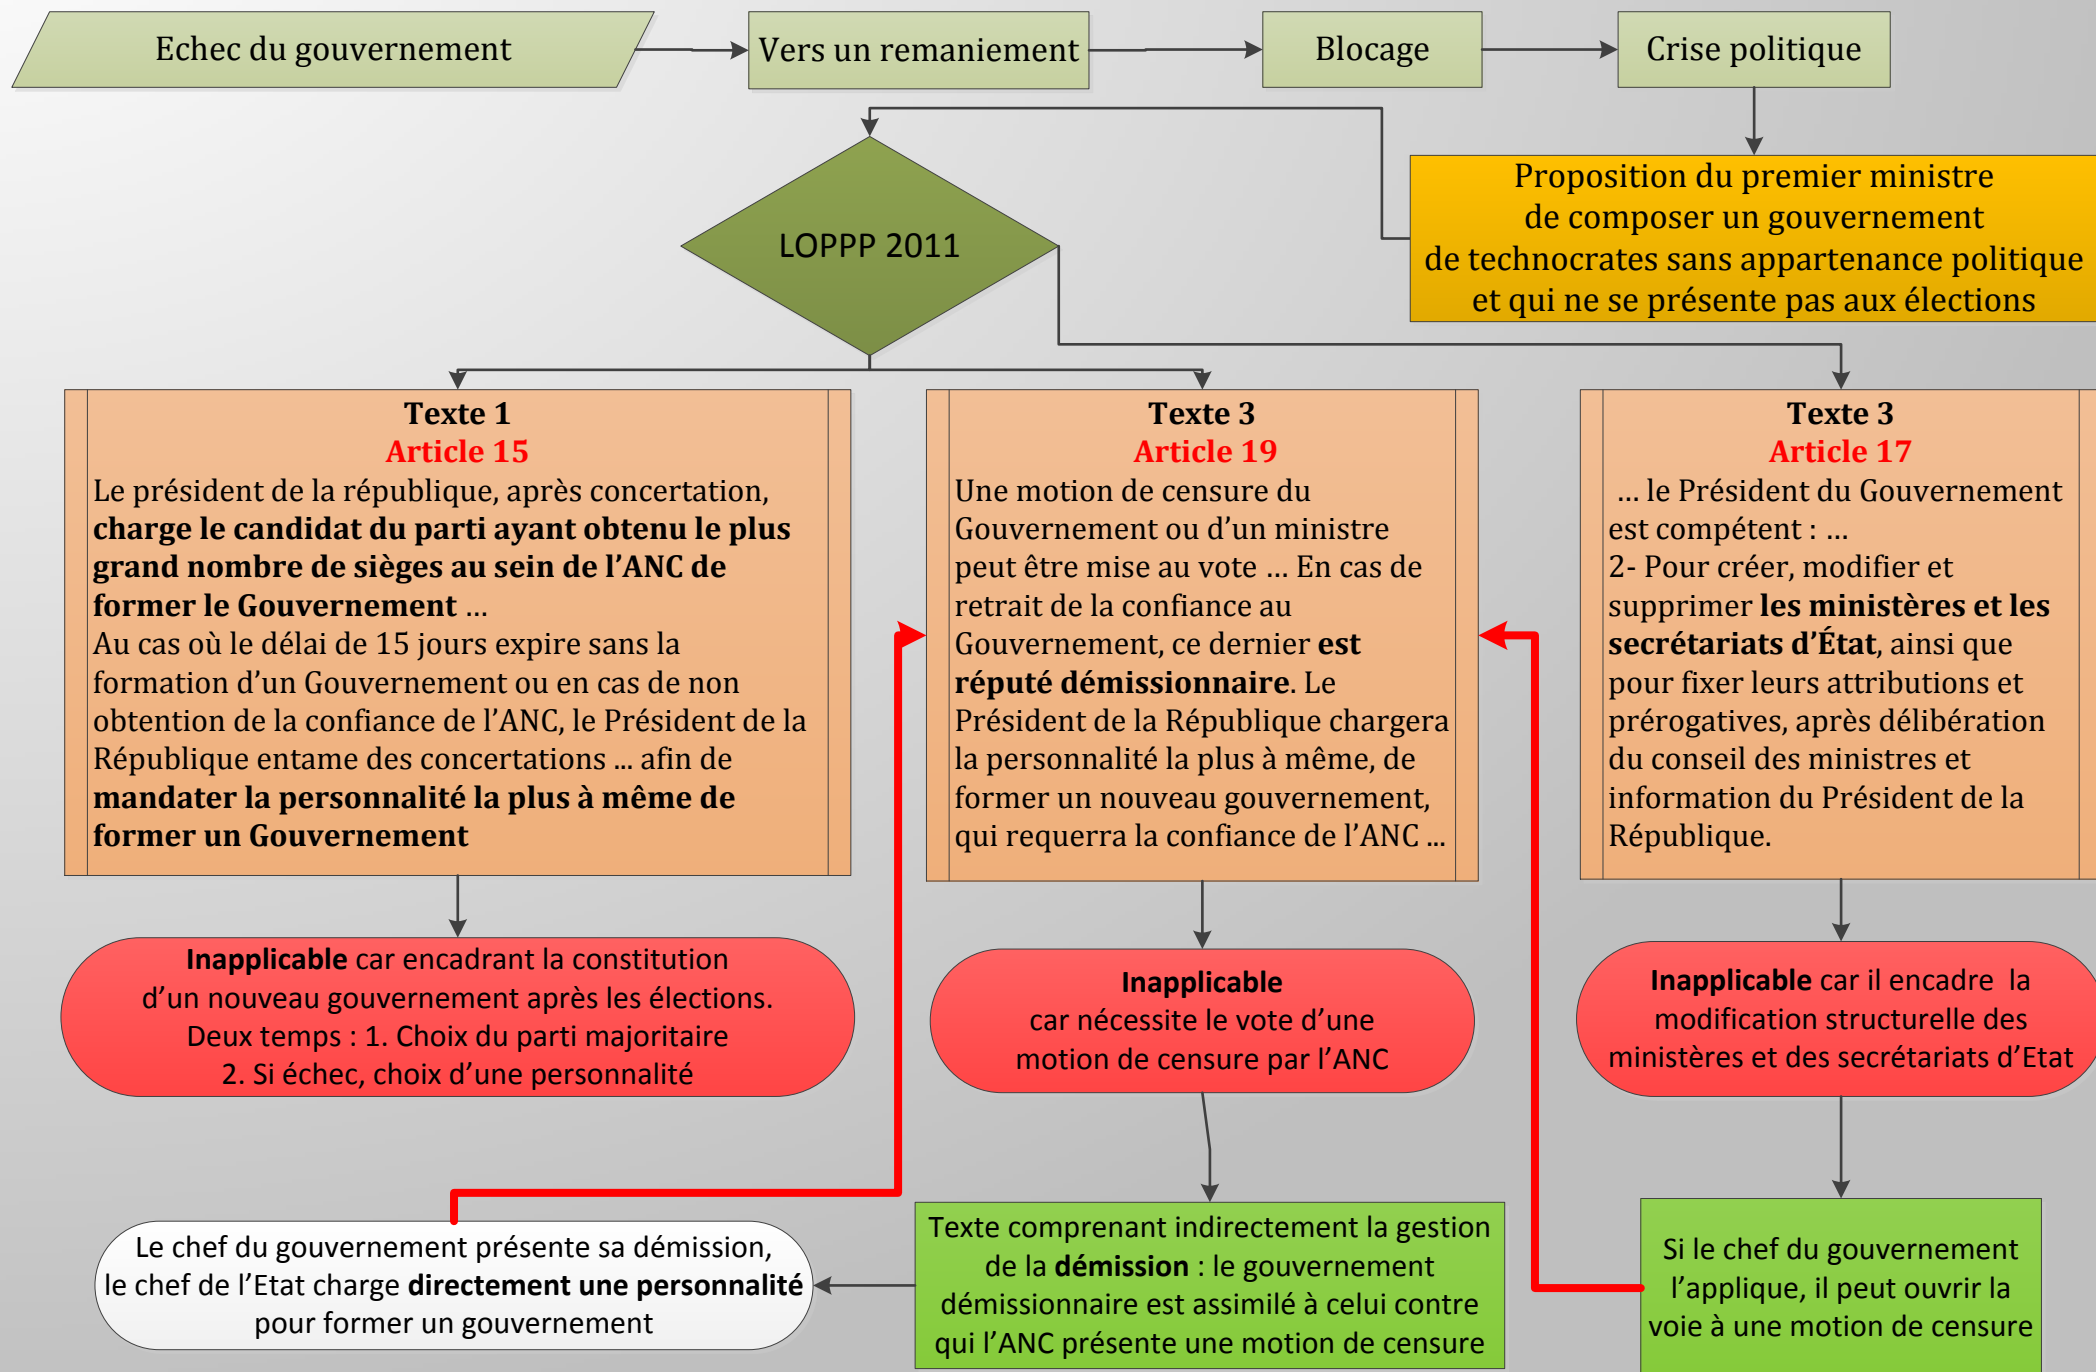 Echec du gouvernement
Vers un remaniement
Blocage
Crise politique
Proposition du premier ministre
de composer un gouvernement
de technocrates sans appartenance politique
et qui ne se présente pas aux élections
LOPPP 2011
Texte 1
Article 15
Le président de la république, après concertation,
charge le candidat du parti ayant obtenu le plus
grand nombre de sièges au sein de l’ANC de
former le Gouvernement ...
Au cas où le délai de 15 jours expire sans la
formation d’un Gouvernement ou en cas de non
obtention de la confiance de l’ANC, le Président de la
République entame des concertations ... afin de
mandater la personnalité la plus à même de
former un Gouvernement
Texte 3
Article 19
Une motion de censure du
Gouvernement ou d’un ministre
peut être mise au vote ... En cas de
retrait de la confiance au
Gouvernement, ce dernier est
réputé démissionnaire. Le
Président de la République chargera
la personnalité la plus à même, de
former un nouveau gouvernement,
qui requerra la confiance de l’ANC ...
Texte 3
Article 17
... le Président du Gouvernement
est compétent : ...
2- Pour créer, modifier et
supprimer les ministères et les
secrétariats d’État, ainsi que
pour fixer leurs attributions et
prérogatives, après délibération
du conseil des ministres et
information du Président de la
République.
Inapplicable car encadrant la constitution
d’un nouveau gouvernement après les élections.
Deux temps : 1. Choix du parti majoritaire
2. Si échec, choix d’une personnalité
Inapplicable
car nécessite le vote d’une
motion de censure par l’ANC
Inapplicable car il encadre la
modification structurelle des
ministères et des secrétariats d’Etat
Le chef du gouvernement présente sa démission,
le chef de l’Etat charge directement une personnalité
pour former un gouvernement
Texte comprenant indirectement la gestion
de la démission : le gouvernement
démissionnaire est assimilé à celui contre
qui l’ANC présente une motion de censure
Si le chef du gouvernement
l’applique, il peut ouvrir la
voie à une motion de censure